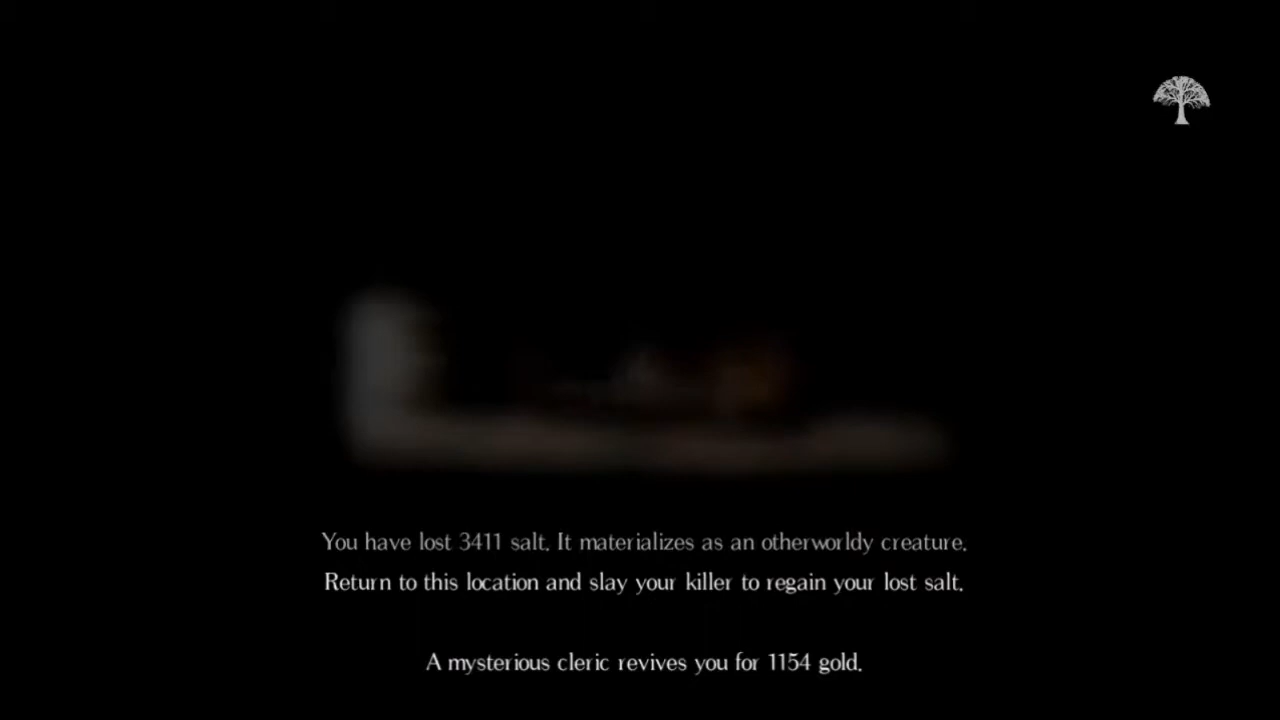 You have lost 3411 salt. It materializes as an otherworldly creature.
Return to this location and slay your killer to regain your lost salt.
A mysterious cleric revives you for 1154 gold.